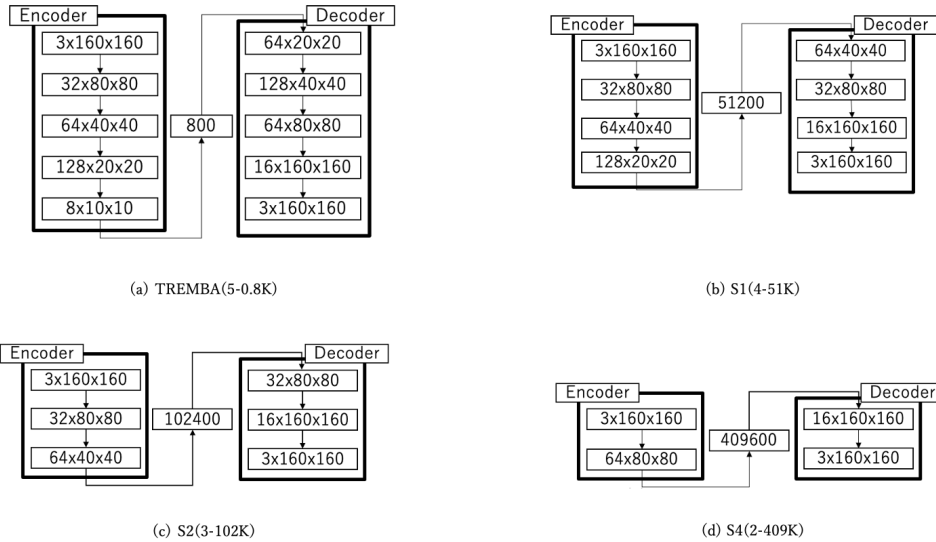 Encoder
3x160x160
32x80x80
64x40x40
128x20x20
8x10x10
800
Decoder
64x20x20
128x40x40
64x80x80
16x160x160
3x160x160
(a) TREMBA(5-0.8K)
Encoder
3x160x160
32x80x80
64x40x40
128x20x20
51200
Decoder
64x40x40
32x80x80
16x160x160
3x160x160
(b) S1(4-51K)
Encoder
3x160x160
32x80x80
64x40x40
102400
Decoder
32x80x80
16x160x160
3x160x160
(c) S2(3-102K)
Encoder
3x160x160
64x80x80
409600
Decoder
16x160x160
3x160x160
(d) S4(2-409K)